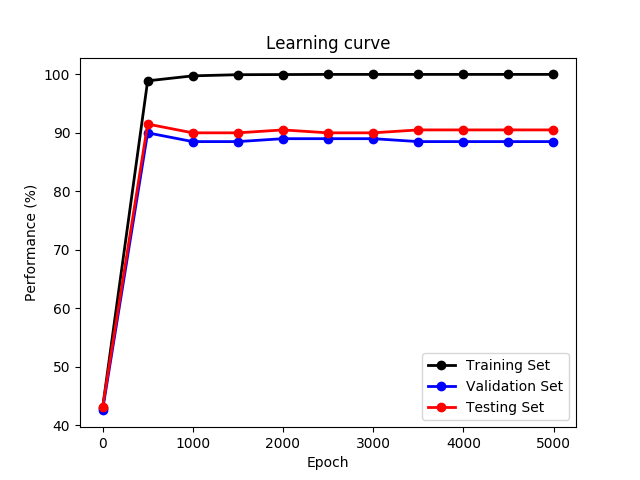 Learning curve
Performance (%)
100
90
80
70
60
50
40
Training Set
Validation Set
Testing Set
0 1000 2000 3000 4000 5000
Epoch